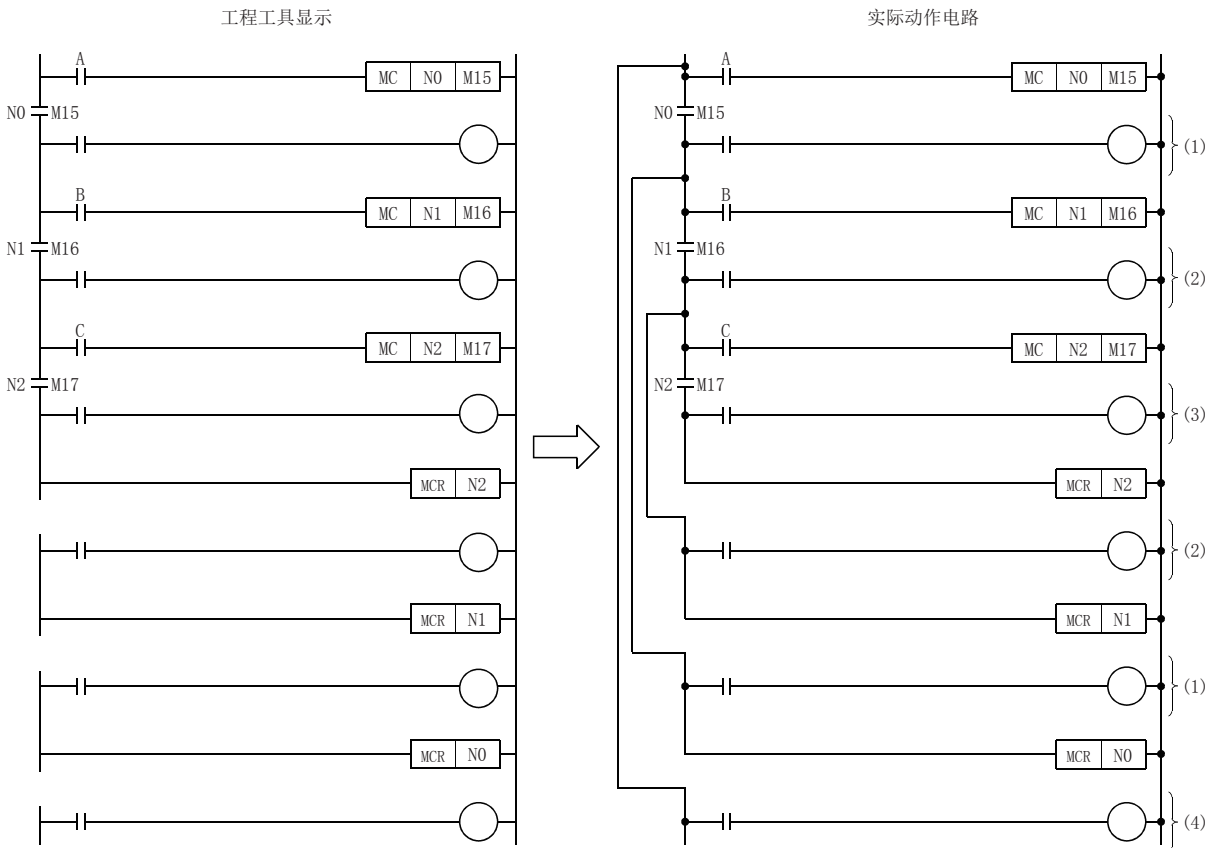 工程工具显示
A
MC N0 M15
N0 M15
B
MC N1 M16
N1 M16
C
MC N2 M17
N2 M17
MCR N2
MCR N1
MCR N0
实际动作电路
A
MC N0 M15
N0 M15
(1)
B
MC N1 M16
N1 M16
(2)
C
MC N2 M17
N2 M17
(3)
MCR N2
(2)
MCR N1
(1)
MCR N0
(4)